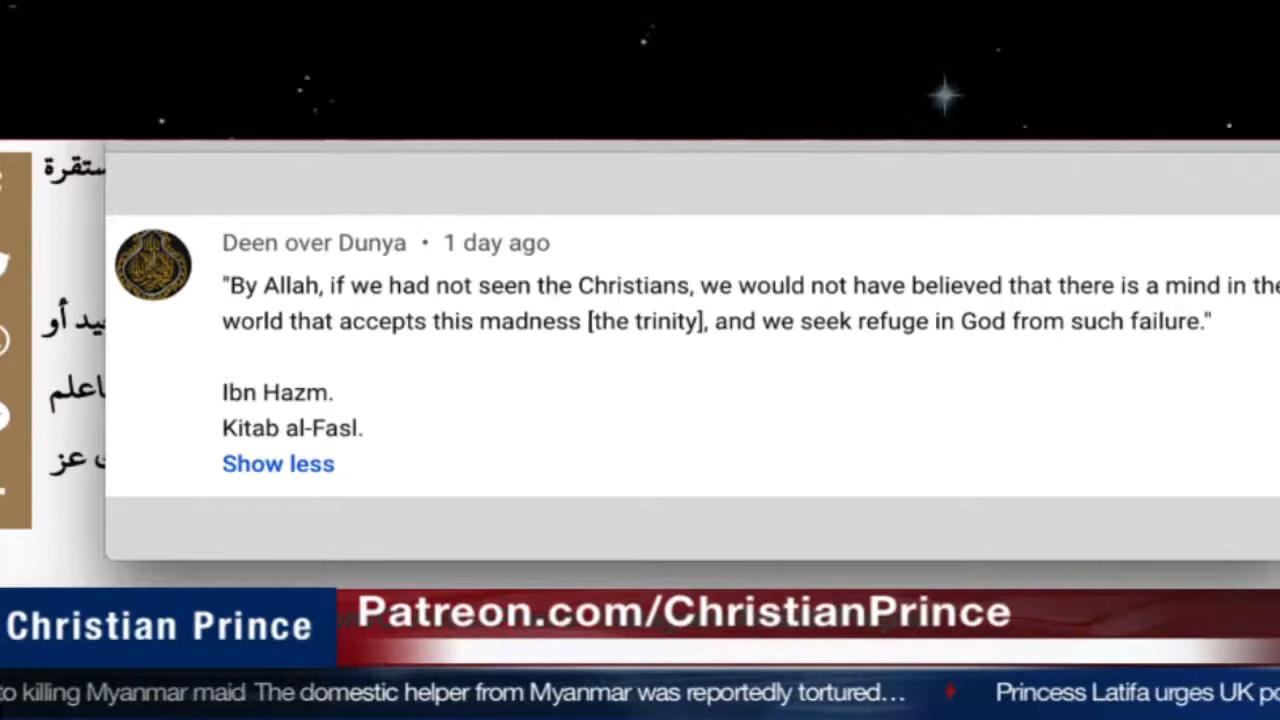 ستقرة
Deen over Dunya • 1 day ago
"By Allah, if we had not seen the Christians, we would not have believed that there is a mind in the
world that accepts this madness [the trinity], and we seek refuge in God from such failure."
Ibn Hazm.
Kitab al-Fasl.
Show less
عز
Christian Prince
Patreon.com/ChristianPrince
to killing Myanmar maid The domestic helper from Myanmar was reportedly tortured... Princess Latifa urges UK